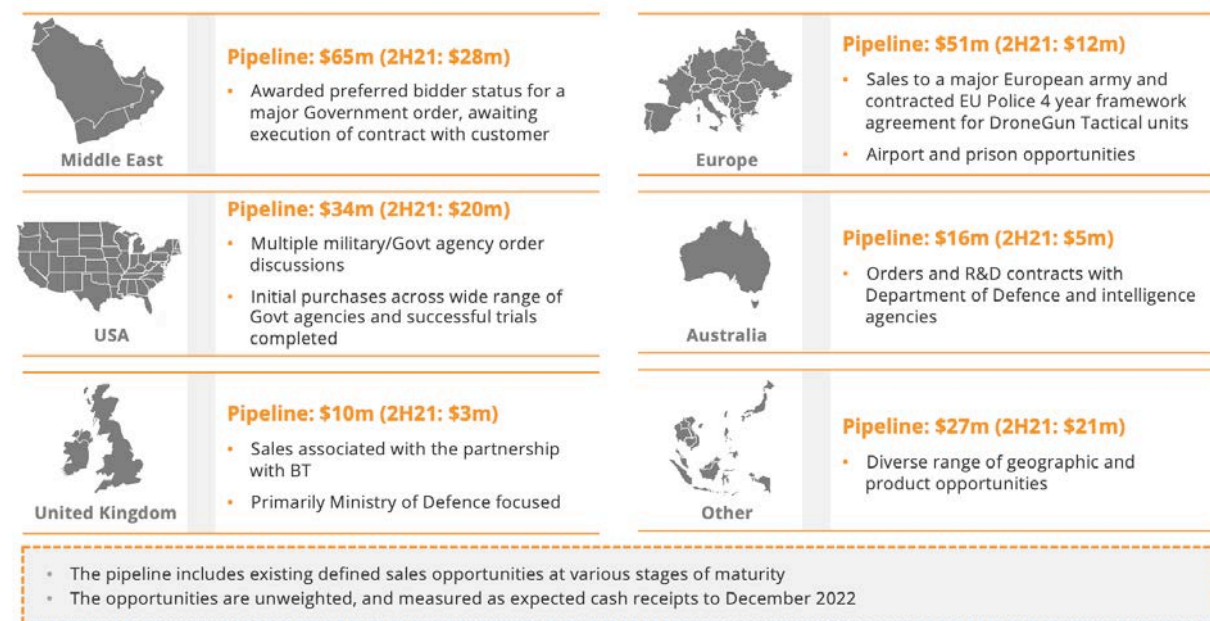 Pipeline: $65m (2H21: $28m)
• Awarded preferred bidder status for a
major Government order, awaiting
execution of contract with customer
Middle East
Pipeline: $51m (2H21: $12m)
• Sales to a major European army and
contracted EU Police 4 year framework
agreement for DroneGun Tactical units
• Airport and prison opportunities
Europe
Pipeline: $34m (2H21: $20m)
• Multiple military/Govt agency order
discussions
• Initial purchases across wide range of
Govt agencies and successful trials
completed
USA
Pipeline: $16m (2H21: $5m)
• Orders and R&D contracts with
Department of Defence and intelligence
agencies
Australia
Pipeline: $10m (2H21: $3m)
• Sales associated with the partnership
with BT
• Primarily Ministry of Defence focused
United Kingdom
Pipeline: $27m (2H21: $21m)
• Diverse range of geographic and
product opportunities
Other
• The pipeline includes existing defined sales opportunities at various stages of maturity
• The opportunities are unweighted, and measured as expected cash receipts to December 2022